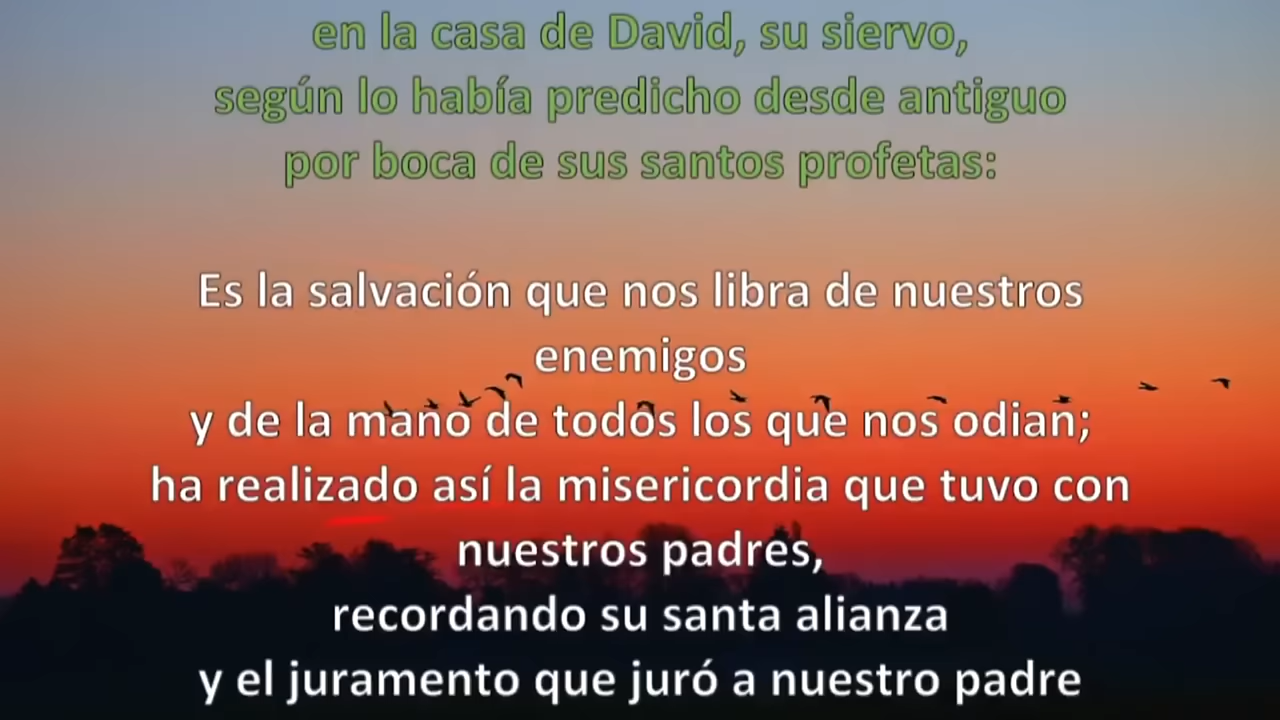 en la casa de David, su siervo,
según lo había predicho desde antiguo
por boca de sus santos profetas:
Es la salvación que nos libra de nuestros
enemigos
y de la mano de todos los que nos odian;
ha realizado así la misericordia que tuvo con
nuestros padres,
recordando su santa alianza
y el juramento que juró a nuestro padre